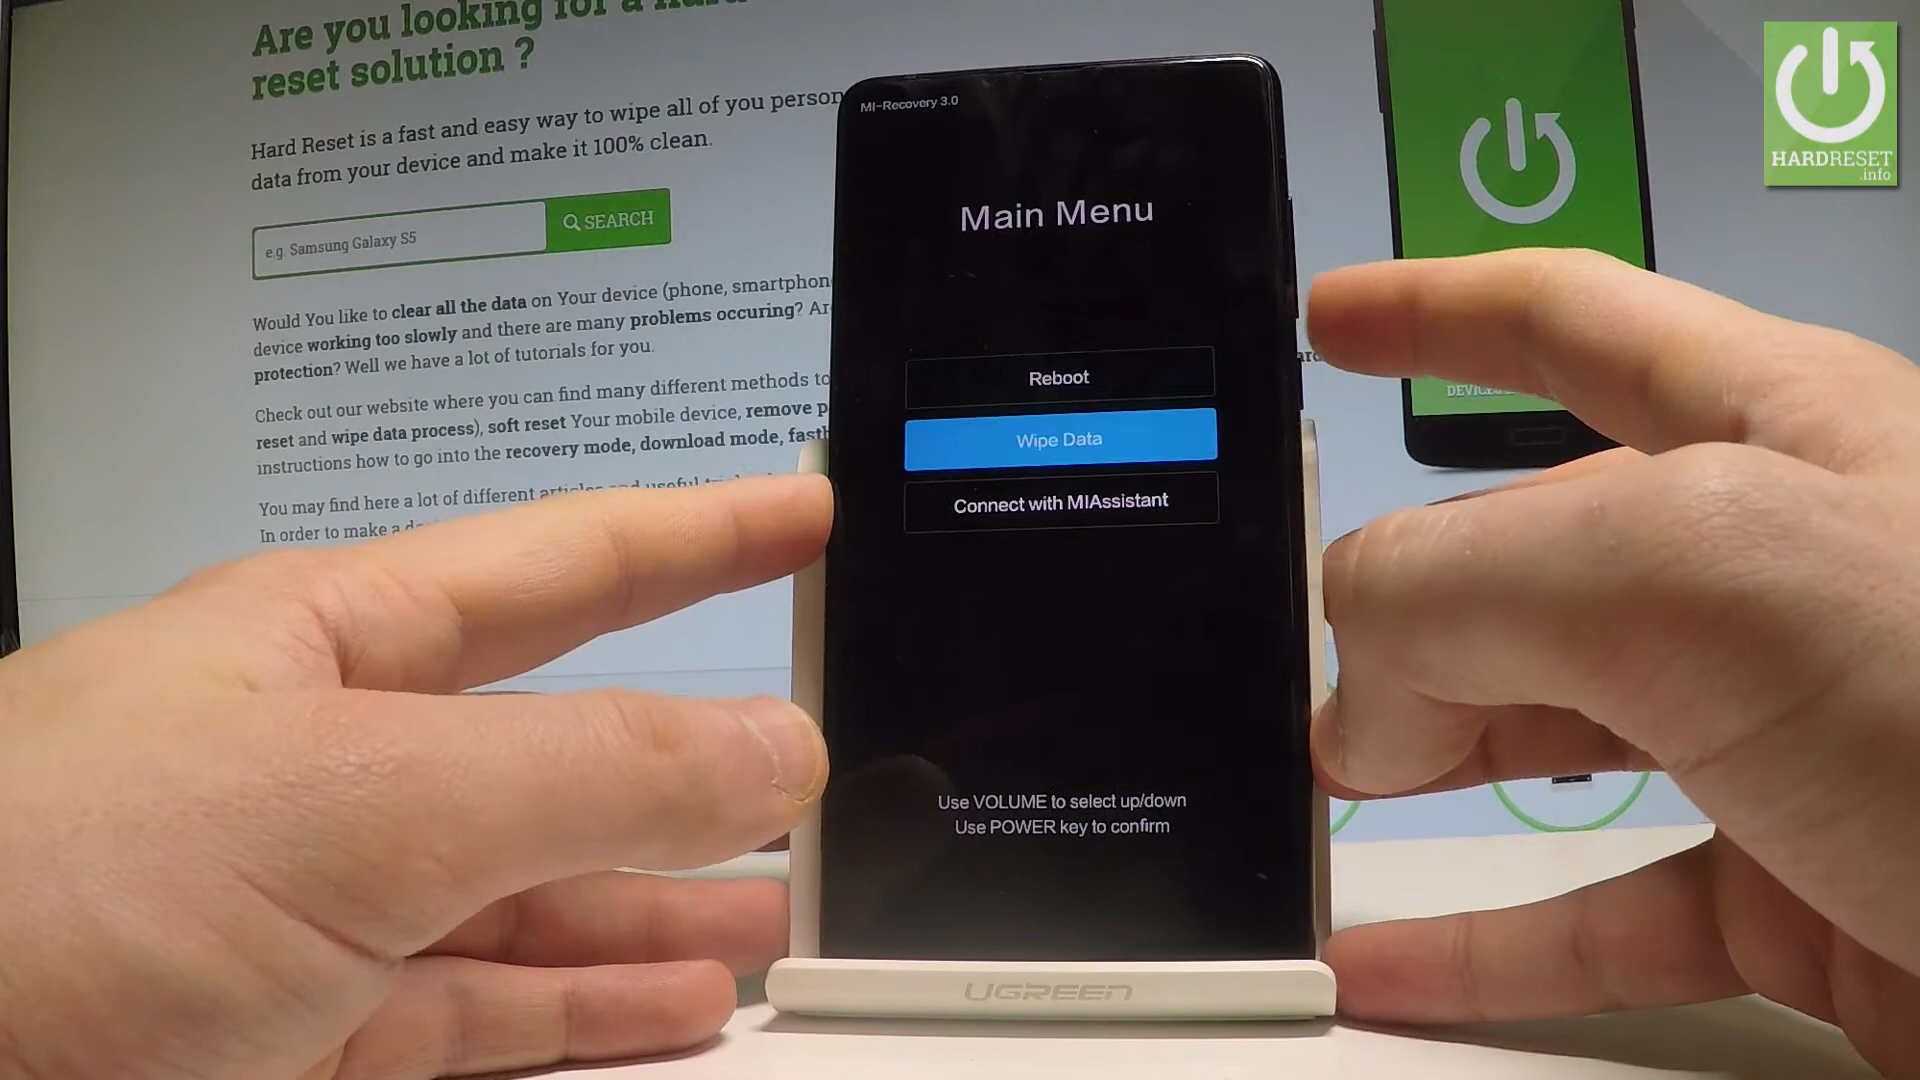 Are you looking for a hard
reset solution ?
Hard Reset is a fast and easy way to wipe all of you person
data from your device and make it 100% clean.
e.g. Samsung Galaxy S5
SEARCH
Would You like to clear all the data on Your device (phone, smartphon
device working too slowly and there are many problems occuring? Ar
protection? Well we have a lot of tutorials for you.
Check out our website where you can find many different methods to
reset and wipe data process), soft reset Your mobile device, remove p
instructions how to go into the recovery mode, download mode, fastb
You may find here a lot of different articles and useful
In order to make a
MI-Recovery 3.0
Main Menu
Reboot
Wipe Data
Connect with MIAssistant
Use VOLUME to select up/down
Use POWER key to confirm
UGREEN
HARDRESET
.info